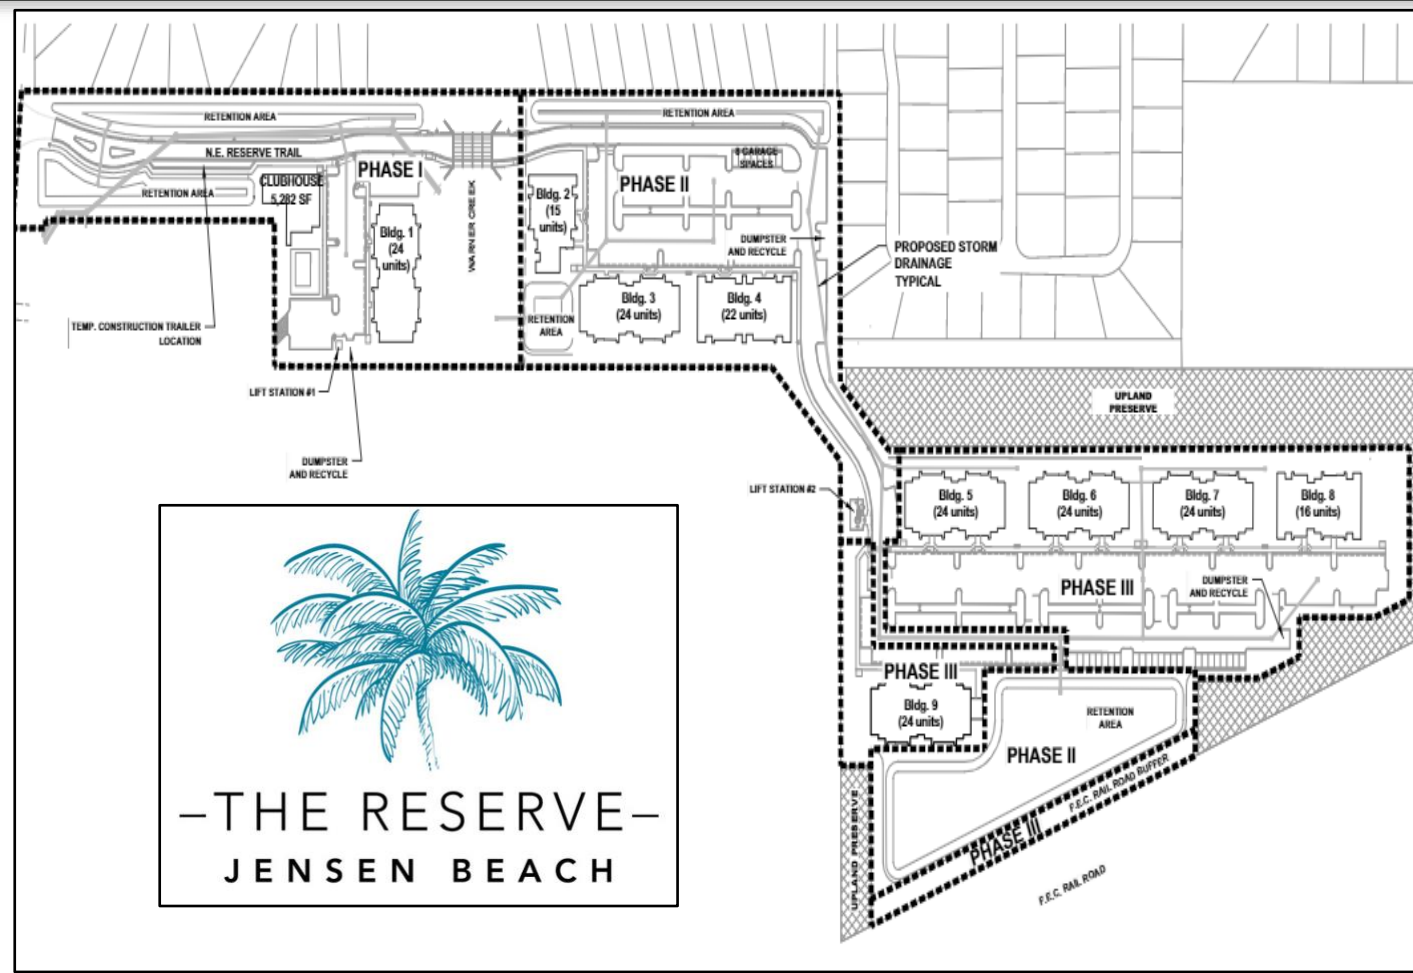 RETENTION AREA
N.E. RESERVE TRAIL
RETENTION AREA
CLUBHOUSE
5,282 SF
PHASE I
Bldg. 1
(24
units)
WARNER CREEK
TEMP. CONSTRUCTION TRAILER
LOCATION
LIFT STATION #1
DUMPSTER
AND RECYCLE
RETENTION AREA
8 GARAGE
SPACES
PHASE II
Bldg. 2
(15
units)
DUMPSTER
AND RECYCLE
Bldg. 3
(24 units)
Bldg. 4
(22 units)
RETENTION
AREA
PROPOSED STORM
DRAINAGE
TYPICAL
UPLAND
PRESERVE
LIFT STATION #2
Bldg. 5
(24 units)
Bldg. 6
(24 units)
Bldg. 7
(24 units)
Bldg. 8
(16 units)
PHASE III
DUMPSTER
AND RECYCLE
PHASE III
Bldg. 9
(24 units)
RETENTION
AREA
PHASE II
F.E.C. RAIL ROAD BUFFER
PHASE III
UPLAND PRESERVE
F.E.C. RAIL ROAD
–THE RESERVE–
JENSEN BEACH